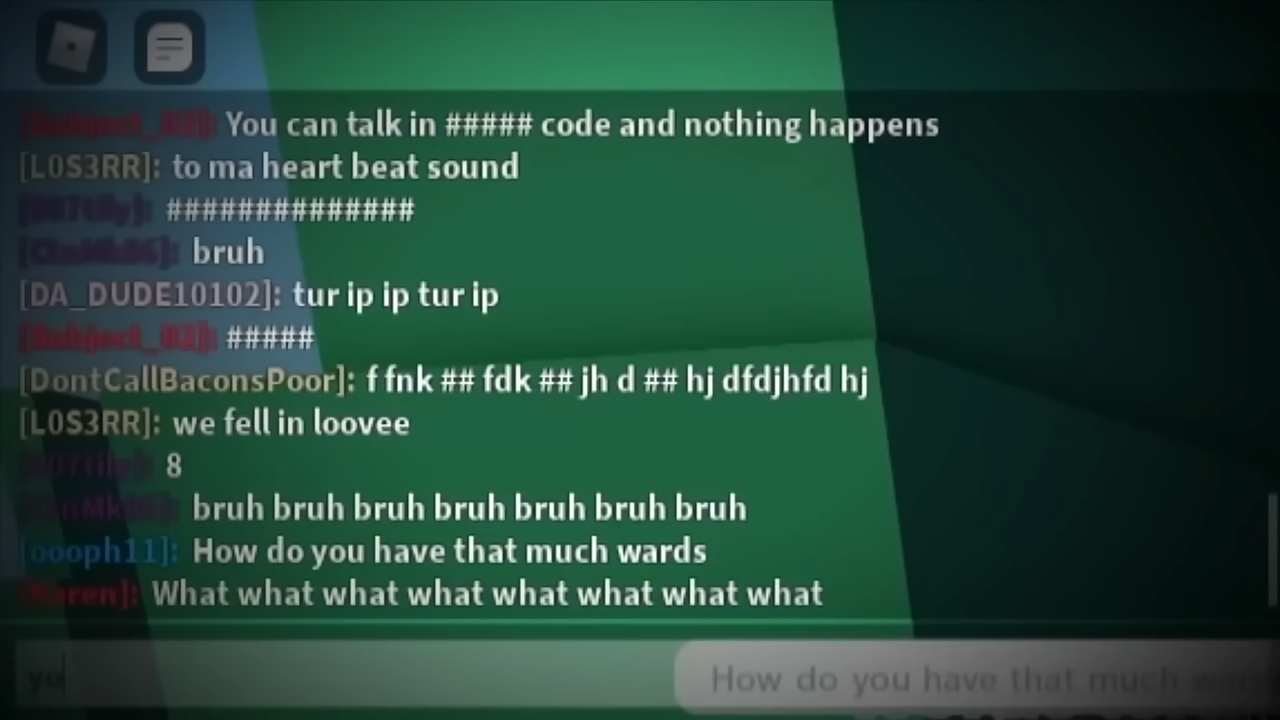 You can talk in ##### code and nothing happens
[L0S3RR]: to ma heart beat sound
##############
bruh
[DA_DUDE10102]: tur ip ip tur ip
[Subject_02]: #####
[DontCallBaconsPoor]: f fnk ## fdk ## jh d ## hj dfdjhfd hj
[L0S3RR]: we fell in loovee
8
bruh bruh bruh bruh bruh bruh bruh
[oooph11]: How do you have that much wards
[Karen]: What what what what what what what what
yo
How do you have that much